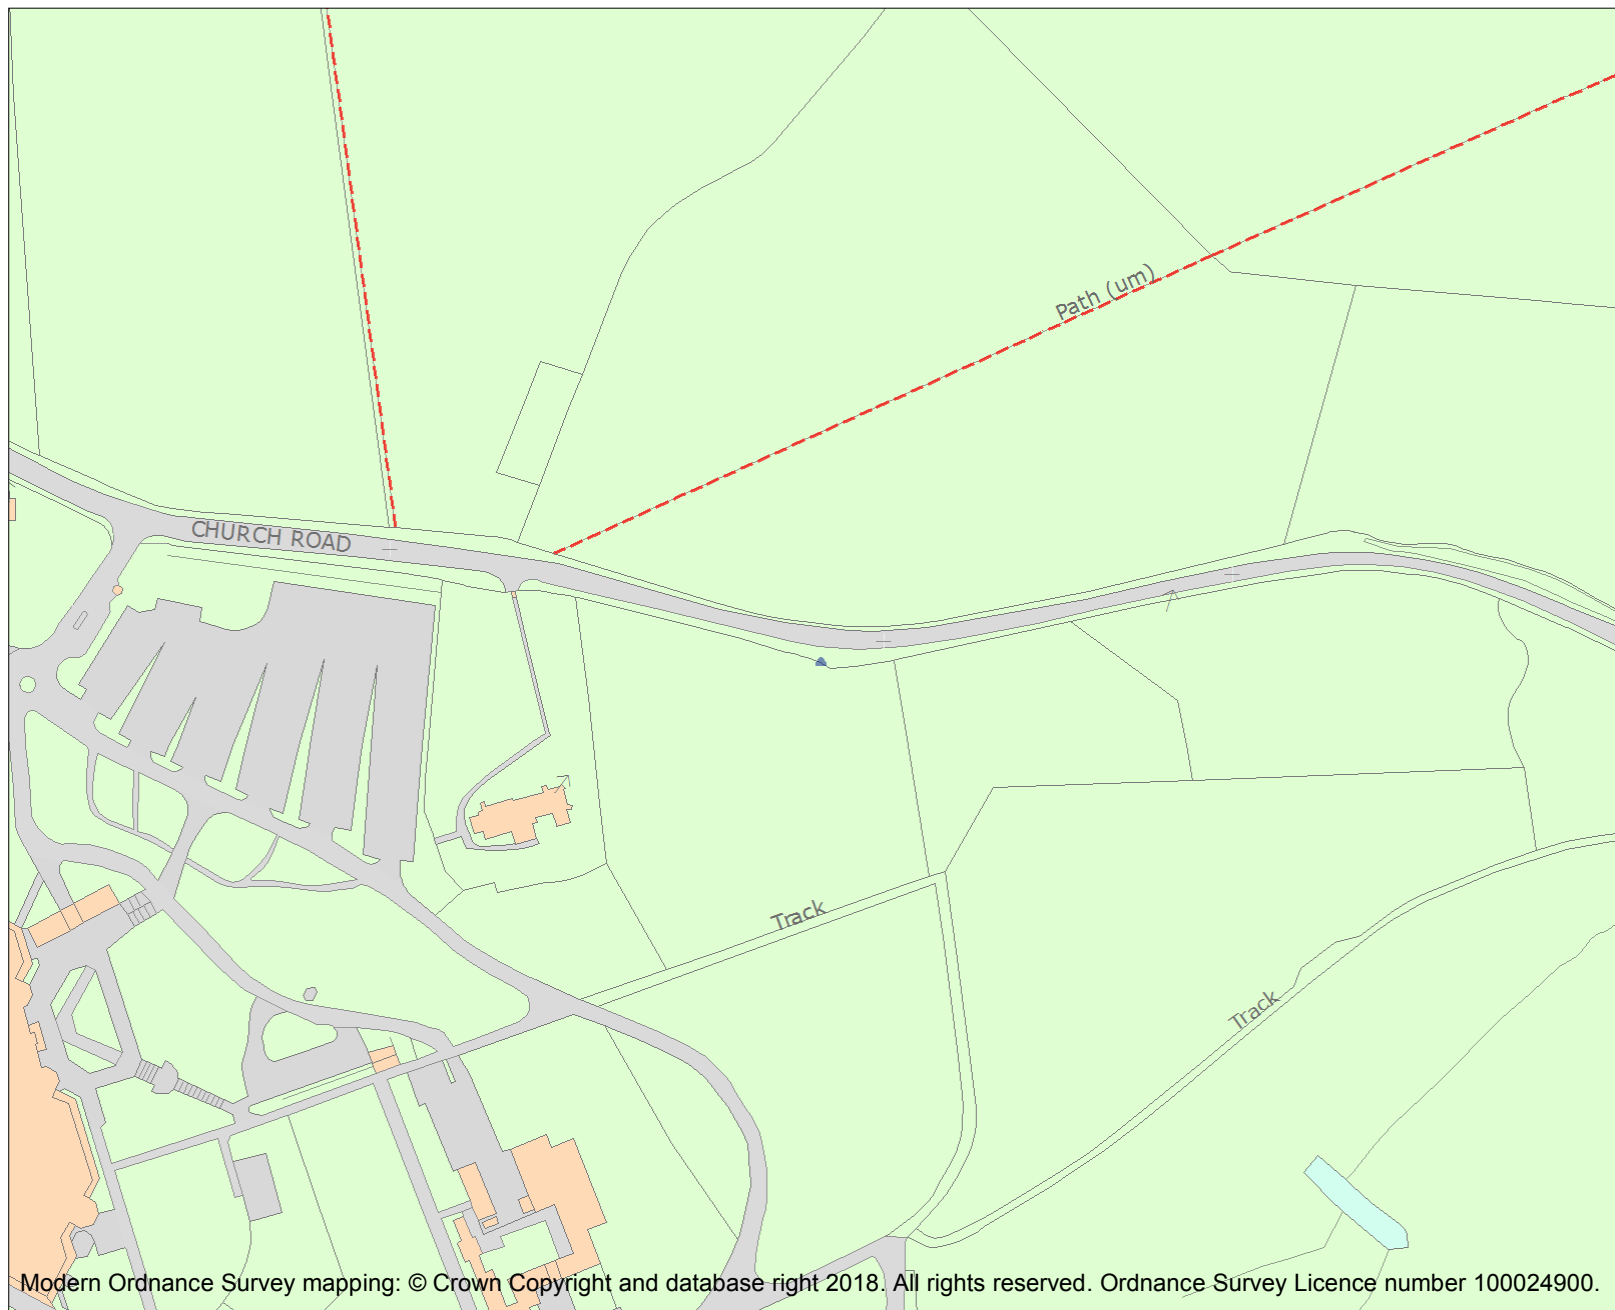 Path (um)
CHURCH ROAD
Track
Track
Modern Ordnance Survey mapping: © Crown Copyright and database right 2018. All rights reserved. Ordnance Survey Licence number 100024900.